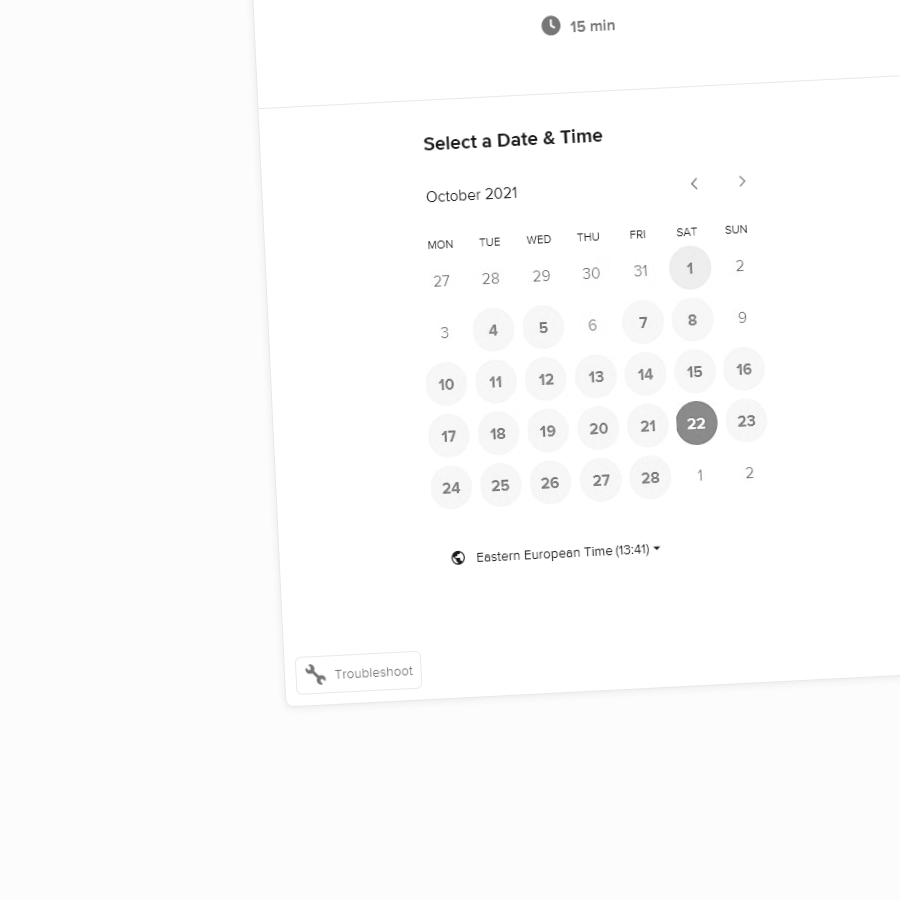 15 min
Select a Date & Time
October 2021
MON TUE WED THU FRI SAT SUN
27 28 29 30 31 1 2
3 4 5 6 7 8 9
10 11 12 13 14 15 16
17 18 19 20 21 22 23
24 25 26 27 28 1 2
Eastern European Time (13:41)
Troubleshoot